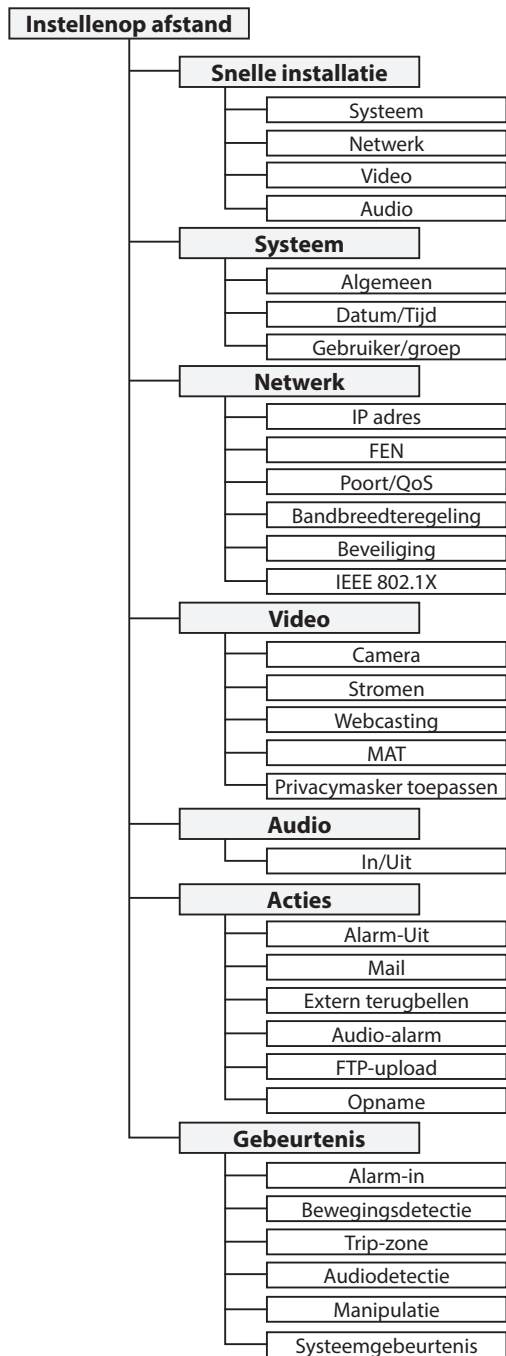 Instellenop afstand
Snelle installatie
Systeem
Netwerk
Video
Audio
Systeem
Algemeen
Datum/Tijd
Gebruiker/groep
Netwerk
IP adres
FEN
Poort/QoS
Bandbreedteregeling
Beveiliging
IEEE 802.1X
Video
Camera
Stromen
Webcasting
MAT
Privacymasker toepassen
Audio
In/Uit
Acties
Alarm-Uit
Mail
Extern terugbellen
Audio-alarm
FTP-upload
Opname
Gebeurtenis
Alarm-in
Bewegingsdetectie
Trip-zone
Audiodetectie
Manipulatie
Systeemgebeurtenis